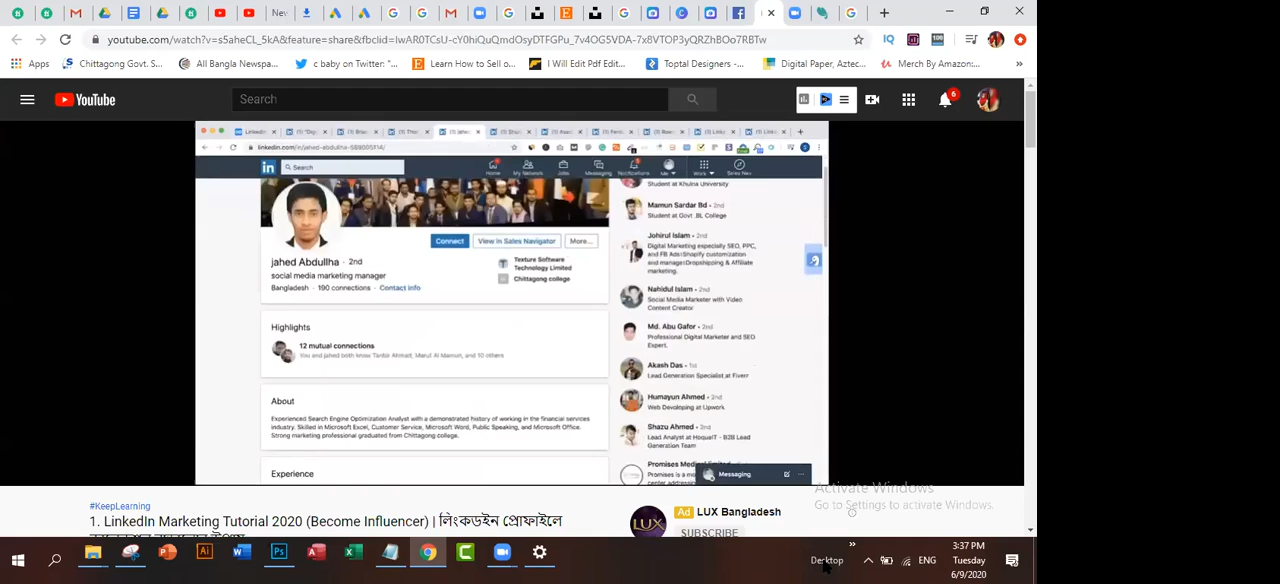 New
youtube.com/watch?v=s5aheCL_5kA&feature=share&fbclid=IwAR0TCsU-cY0hiQuQmdOsyDTFGPu_7v4OG5VDA-7x8VTOP3yQRZhBOo7RBTw
Apps Chittagong Govt. S... All Bangla Newspa... c baby on Twitter: "... Learn How to Sell o... I Will Edit Pdf Edit... Toptal Designers -... Digital Paper, Aztec... Merch By Amazon:... »
YouTube Search 6
linkedin.com/in/jahed-abdullha-
in Search Home My Network Jobs Messaging Notifications Me Work Sales Nav
Student at Khulna University
Mamun Sardar Bd • 2nd
Student at Govt .BL College
Connect View in Sales Navigator More...
Johirul Islam • 2nd
Digital Marketing especially SEO, PPC,
and FB Ads|Shopify customization
and manager|Dropshipping & Affiliate
marketing.
jahed Abdullha • 2nd
social media marketing manager
Bangladesh • 190 connections • Contact info
Texture Software
Technology Limited
Chittagong college
Nahidul Islam • 2nd
Social Media Marketer with Video
Content Creator
Highlights
12 mutual connections
You and jahed both know Tanbir Ahmed, Maruf Al Mamun, and 10 others
Md. Abu Gafor • 2nd
Professional Digital Marketer and SEO
Expert.
Akash Das • 1st
Lead Generation Specialist at Fiverr
About
Experienced Search Engine Optimization Analyst with a demonstrated history of working in the financial services
industry. Skilled in Microsoft Excel, Customer Service, Microsoft Word, Public Speaking, and Microsoft Office.
Strong marketing professional graduated from Chittagong college.
Humayun Ahmed • 2nd
Web Developing at Upwork
Shazu Ahmed • 3rd
Lead Analyst at HoqueIT - B2B Lead
Generation Team
Experience
Promises Medical
Promises is a
center
Messaging
Activate Windows
Go to Settings to activate Windows.
#KeepLearning
1. LinkedIn Marketing Tutorial 2020 (Become Influencer) | লিংকডইন প্রোফাইলে
Ad LUX Bangladesh
LUX
SUBSCRIBE
Desktop » ENG
3:37 PM
Tuesday
6/9/2020